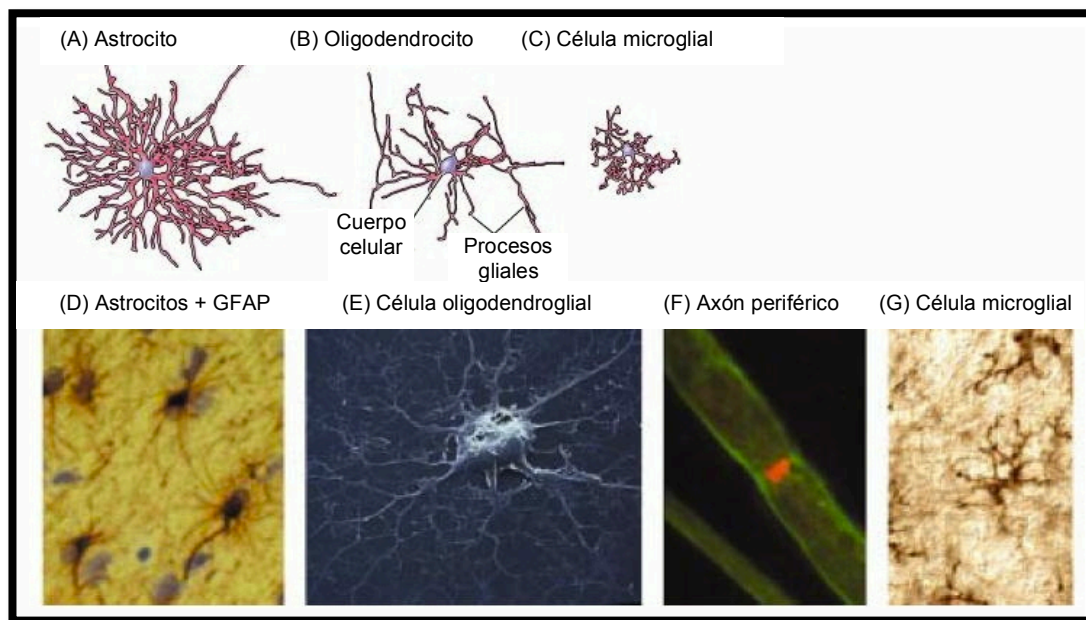 (A) Astrocito
(B) Oligodendrocito
(C) Célula microglial
Cuerpo
celular
Procesos
gliales
(D) Astrocitos + GFAP
(E) Célula oligodendroglial
(F) Axón periférico
(G) Célula microglial